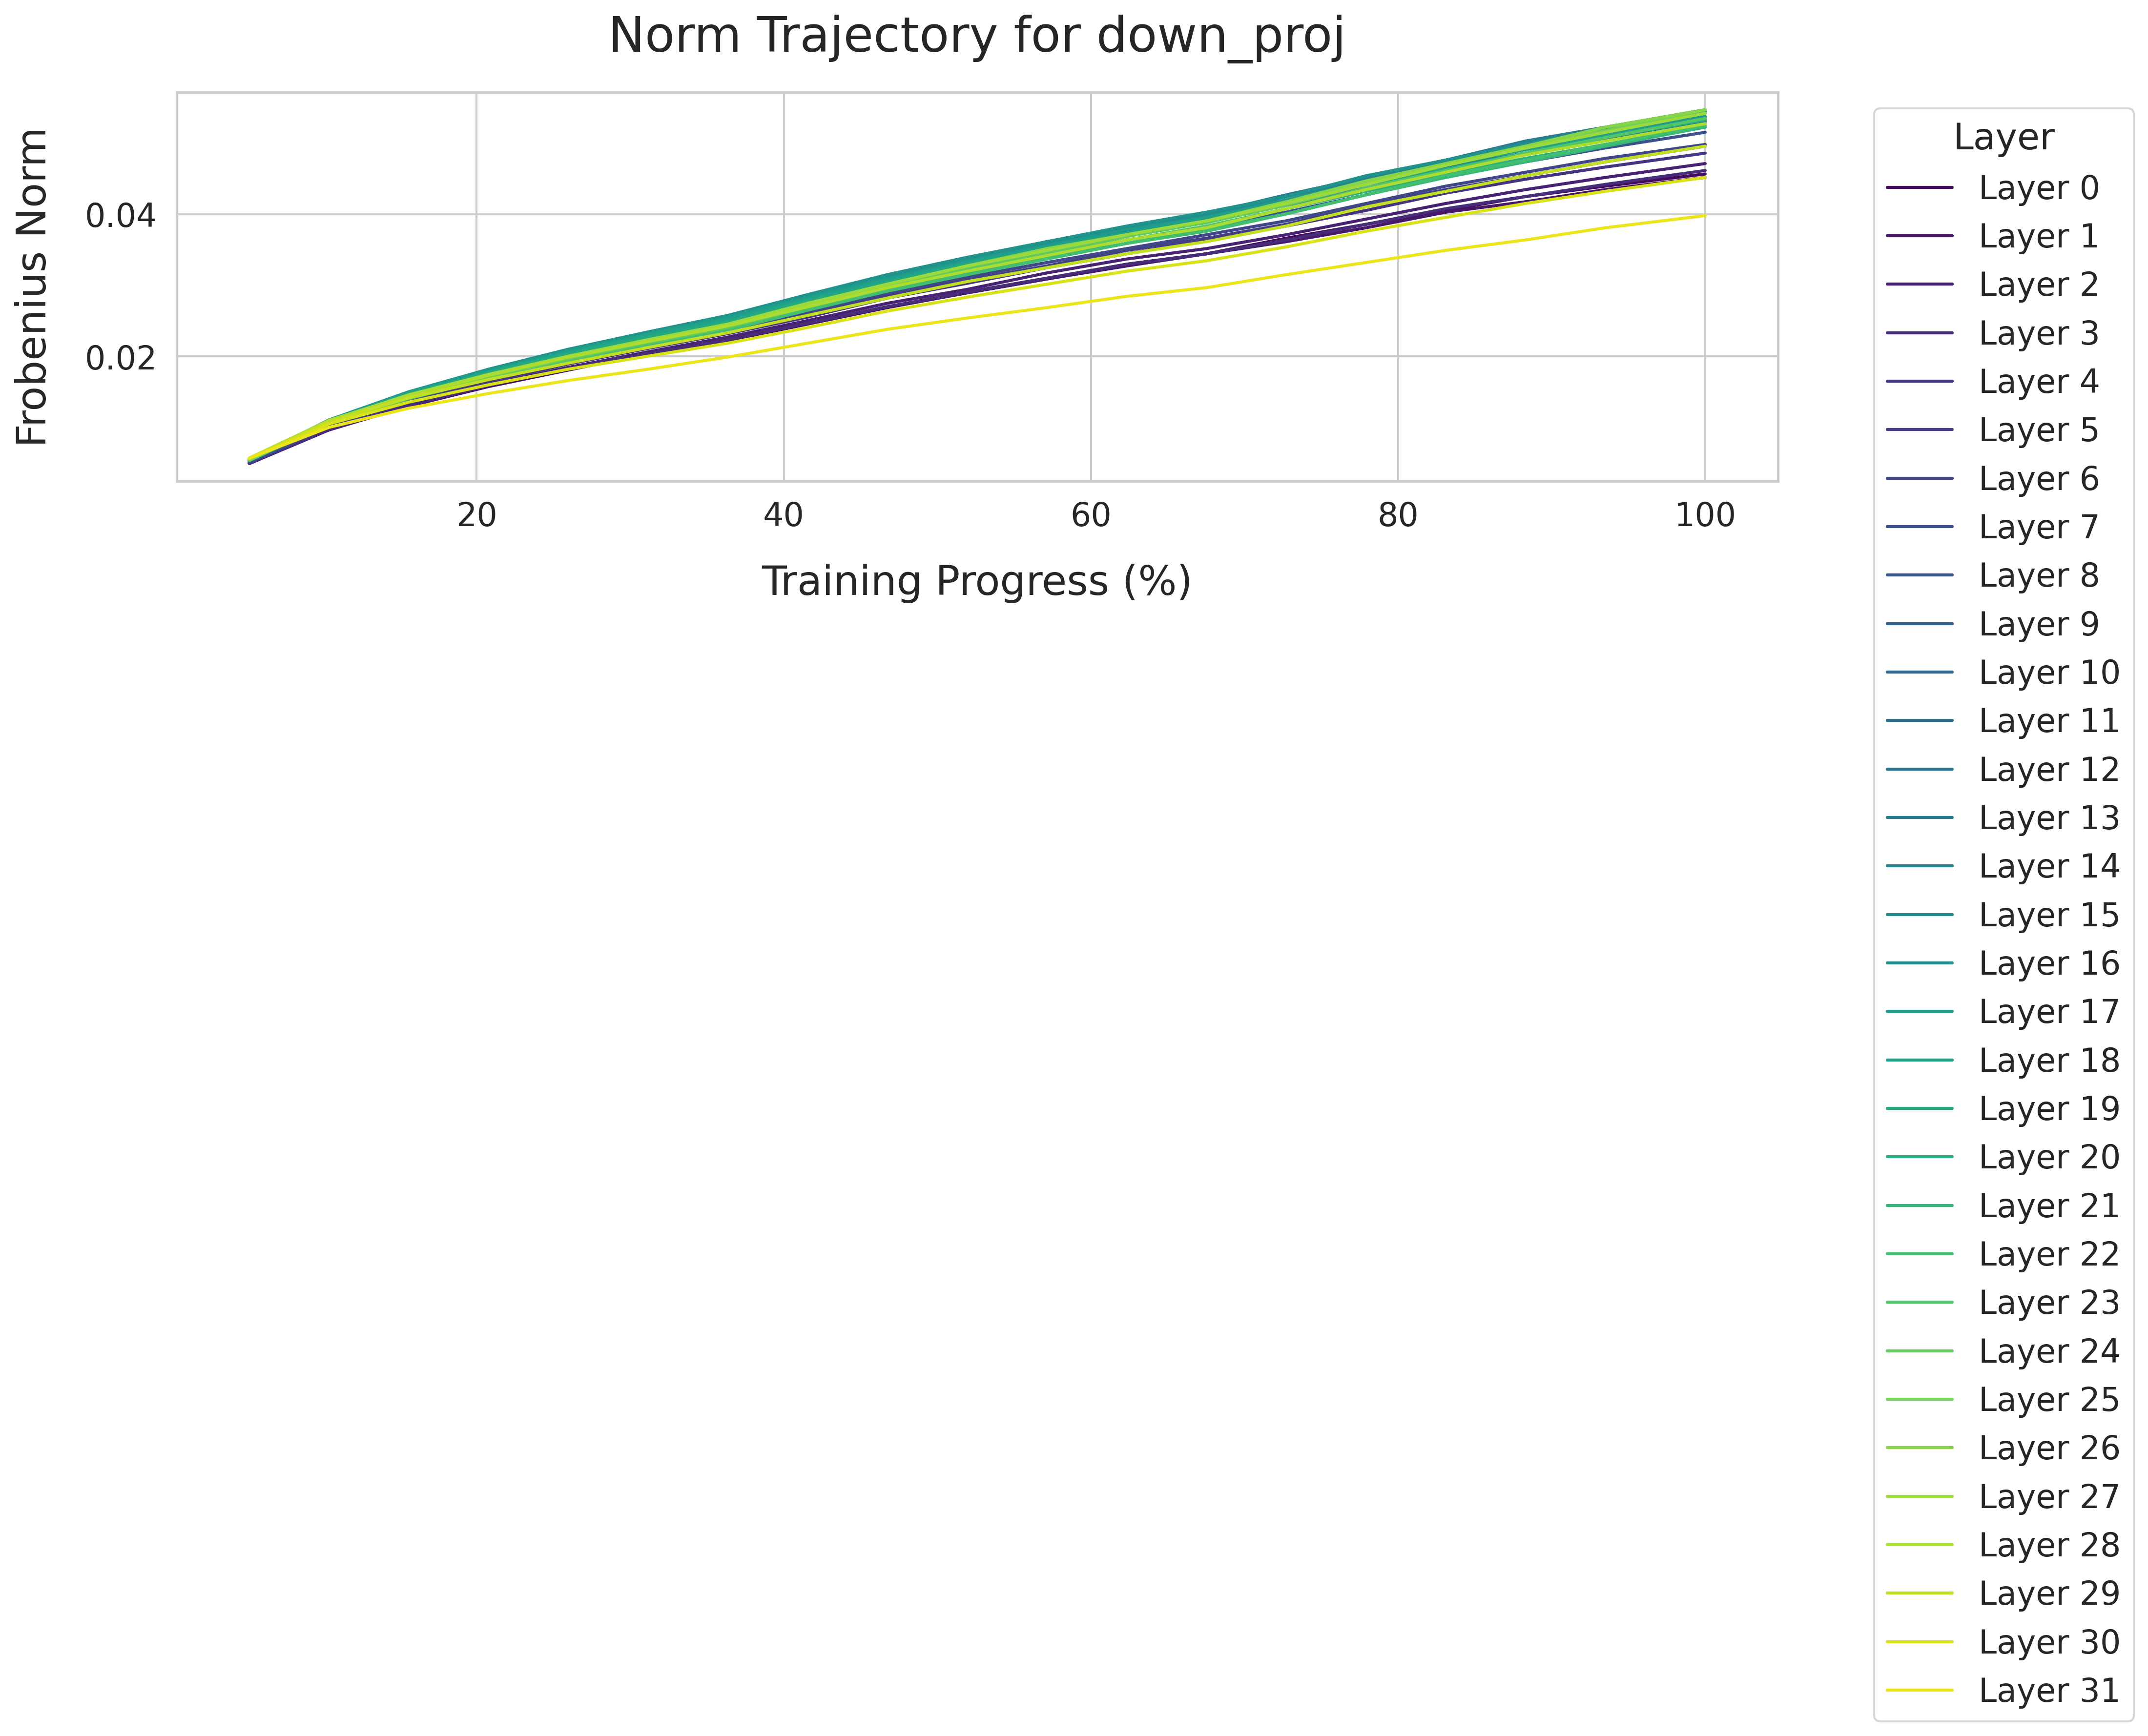 Norm Trajectory for down_proj
Frobenius Norm
0.04
0.02
20 40 60 80 100
Training Progress (%)
Layer
Layer 0
Layer 1
Layer 2
Layer 3
Layer 4
Layer 5
Layer 6
Layer 7
Layer 8
Layer 9
Layer 10
Layer 11
Layer 12
Layer 13
Layer 14
Layer 15
Layer 16
Layer 17
Layer 18
Layer 19
Layer 20
Layer 21
Layer 22
Layer 23
Layer 24
Layer 25
Layer 26
Layer 27
Layer 28
Layer 29
Layer 30
Layer 31